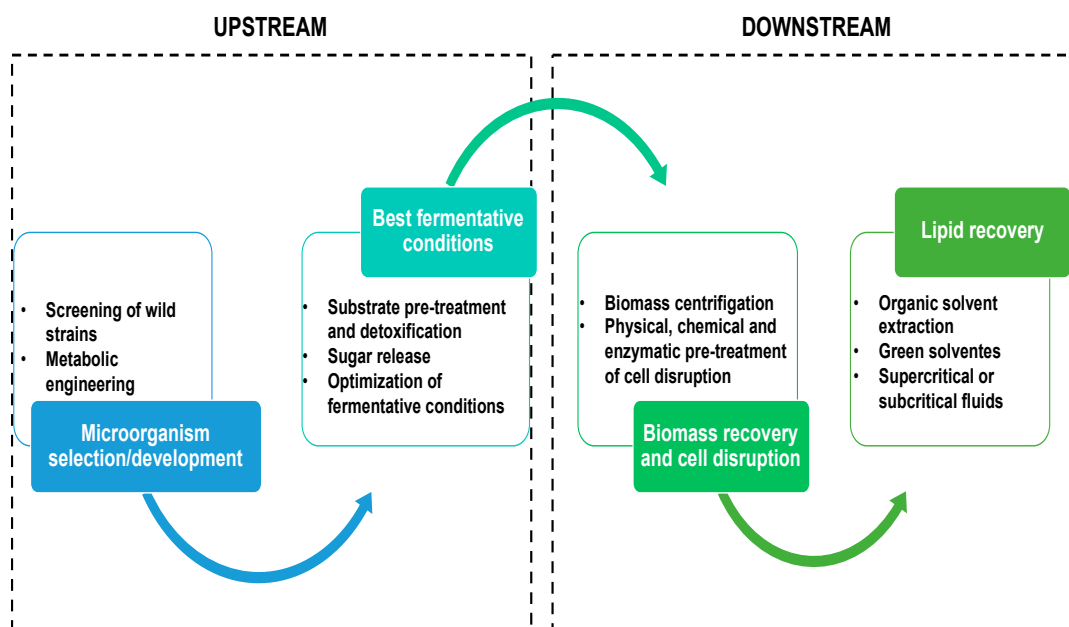 UPSTREAM
DOWNSTREAM
• Screening of wild
strains
• Metabolic
engineering
Microorganism
selection/development
Best fermentative
conditions
• Substrate pre-treatment
and detoxification
• Sugar release
• Optimization of
fermentative conditions
• Biomass centrifigation
• Physical, chemical and
enzymatic pre-treatment
of cell disruption
Biomass recovery
and cell disruption
Lipid recovery
• Organic solvent
extraction
• Green solventes
• Supercritical or
subcritical fluids